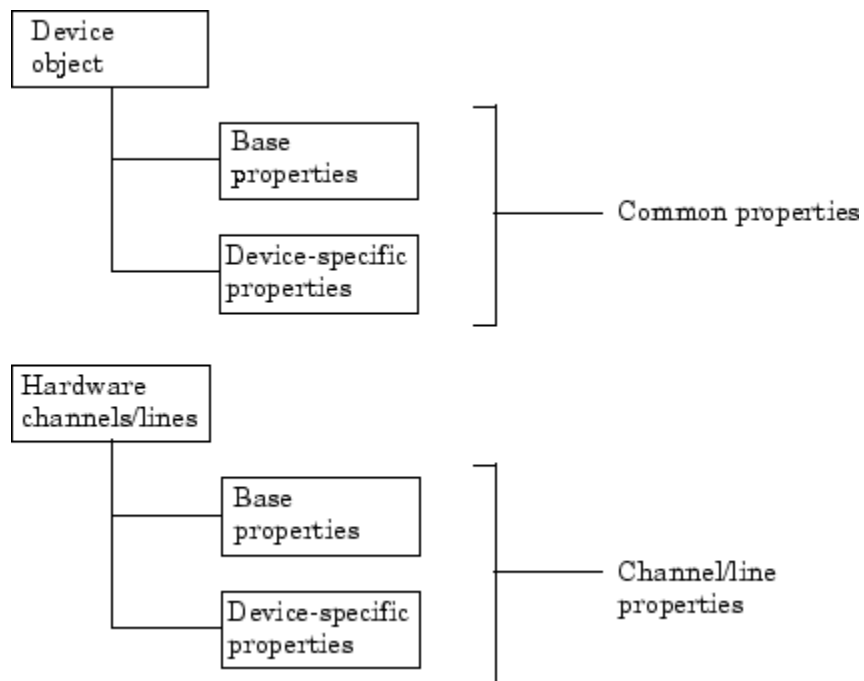 Device
object
Base
properties
Device-specific
properties
Common properties
Hardware
channels/lines
Base
properties
Device-specific
properties
Channel/line
properties